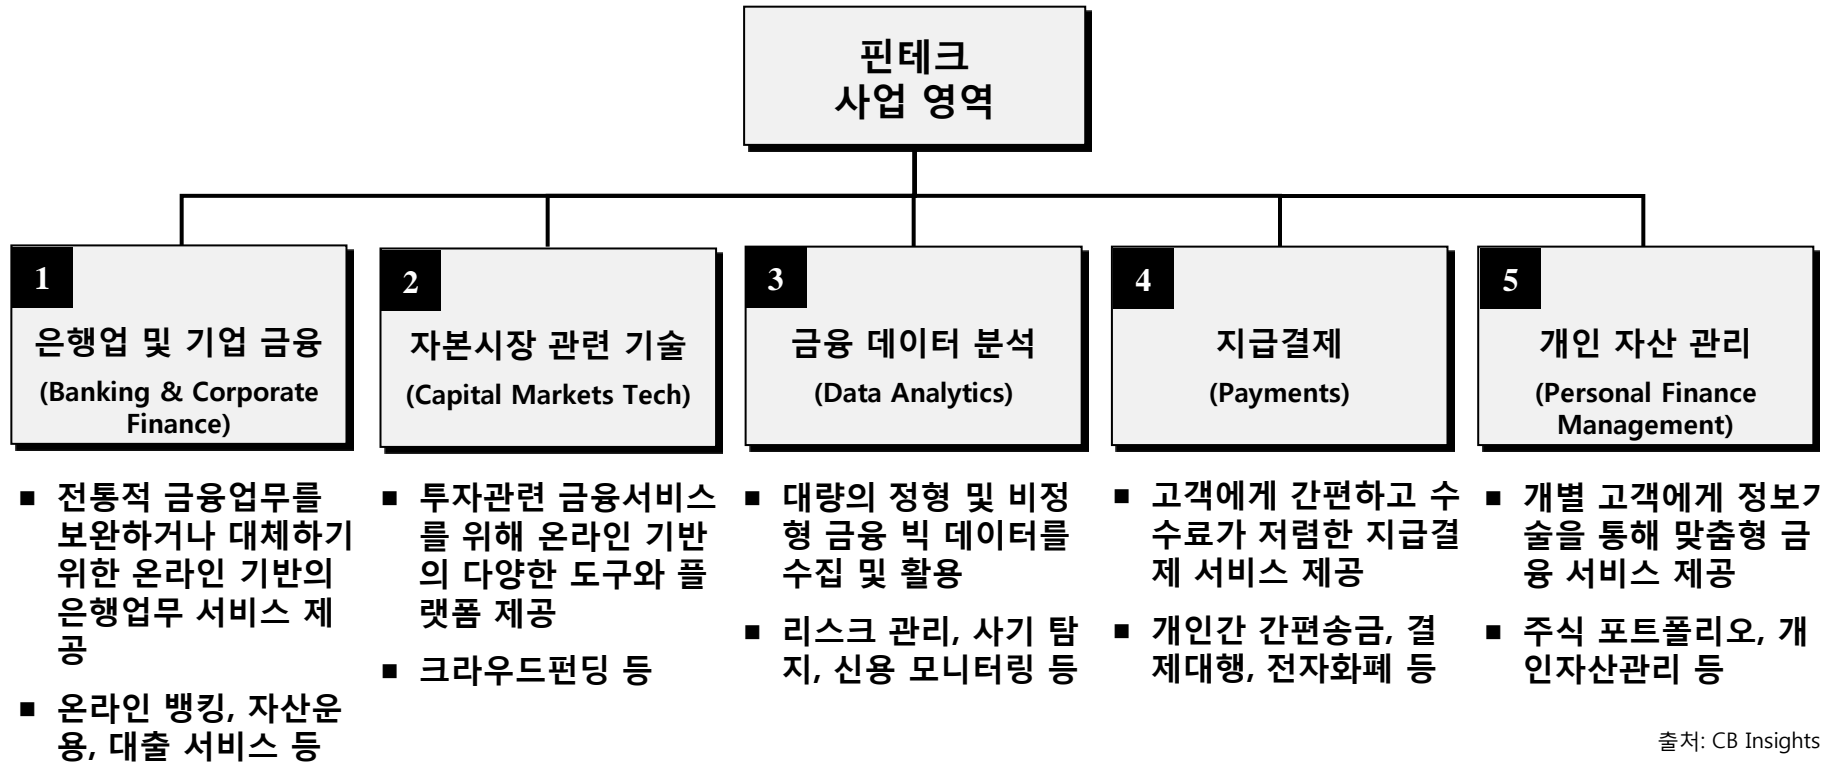 핀테크
사업 영역
1
은행업 및 기업 금융
(Banking & Corporate
Finance)
■ 전통적 금융업무를
보완하거나 대체하기
위한 온라인 기반의
은행업무 서비스 제
공
■ 온라인 뱅킹, 자산운
용, 대출 서비스 등
2
자본시장 관련 기술
(Capital Markets Tech)
■ 투자관련 금융서비스
를 위해 온라인 기반
의 다양한 도구와 플
랫폼 제공
■ 크라우드펀딩 등
3
금융 데이터 분석
(Data Analytics)
■ 대량의 정형 및 비정
형 금융 빅 데이터를
수집 및 활용
■ 리스크 관리, 사기 탐
지, 신용 모니터링 등
4
지급결제
(Payments)
■ 고객에게 간편하고 수
수료가 저렴한 지급결
제 서비스 제공
■ 개인간 간편송금, 결
제대행, 전자화폐 등
5
개인 자산 관리
(Personal Finance
Management)
■ 개별 고객에게 정보기
술을 통해 맞춤형 금
융 서비스 제공
■ 주식 포트폴리오, 개
인자산관리 등
출처: CB Insights